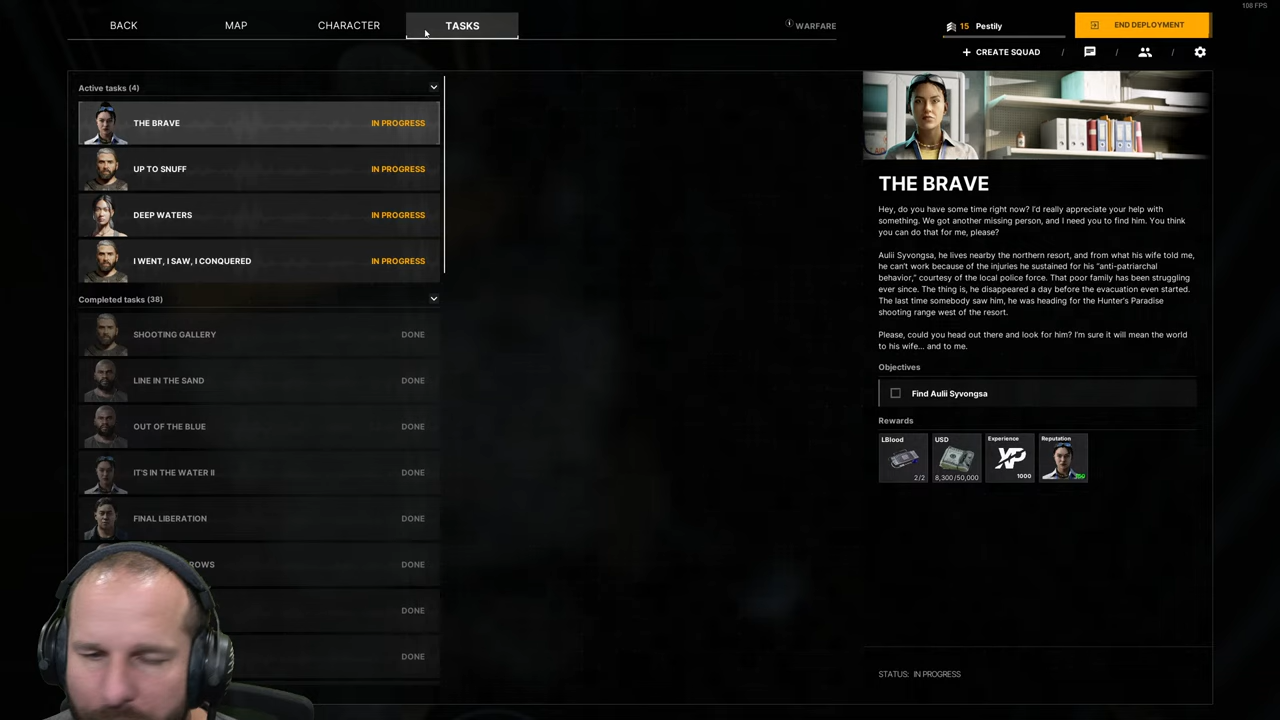 108 FPS
BACK
MAP
CHARACTER
TASKS
WARFARE
15 Pestily
END DEPLOYMENT
+ CREATE SQUAD / / /
Active tasks (4)
THE BRAVE IN PROGRESS
UP TO SNUFF IN PROGRESS
DEEP WATERS IN PROGRESS
I WENT, I SAW, I CONQUERED IN PROGRESS
Completed tasks (38)
SHOOTING GALLERY DONE
LINE IN THE SAND DONE
OUT OF THE BLUE DONE
IT'S IN THE WATER II DONE
FINAL LIBERATION DONE
DONE
DONE
DONE
THE BRAVE
Hey, do you have some time right now? I'd really appreciate your help with
something. We got another missing person, and I need you to find him. You think
you can do that for me, please?
Aulii Syvongsa, he lives nearby the northern resort, and from what his wife told me,
he can't work because of the injuries he sustained for his "anti-patriarchal
behavior," courtesy of the local police force. That poor family has been struggling
ever since. The thing is, he disappeared a day before the evacuation even started.
The last time somebody saw him, he was heading for the Hunter's Paradise
shooting range west of the resort.
Please, could you head out there and look for him? I'm sure it will mean the world
to his wife... and to me.
Objectives
Find Aulii Syvongsa
Rewards
LBlood
2/2
USD
8,300/50,000
Experience
XP
1000
Reputation
STATUS: IN PROGRESS